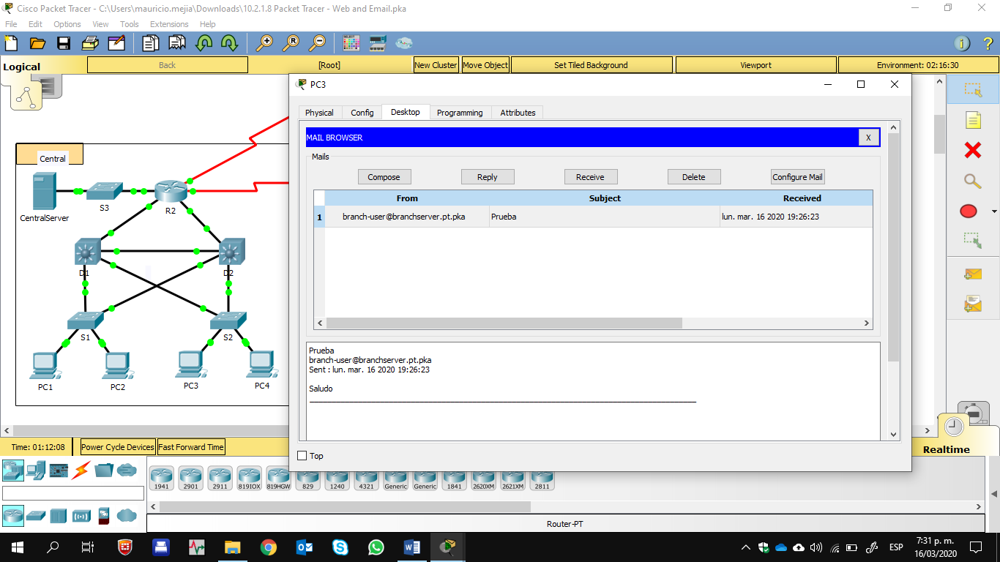 Cisco Packet Tracer - C:\Users\mauricio.mejia\Downloads\10.2.1.8 Packet Tracer - Web and Email.pka
File Edit Options View Tools Extensions Help
Logical Back [Root] New Cluster Move Object Set Tiled Background Viewport Environment: 02:16:30
PC3
Physical Config Desktop Programming Attributes
MAIL BROWSER X
Mails
Compose Reply Receive Delete Configure Mail
From Subject Received
1 branch-user@branchserver.pt.pka Prueba lun. mar. 16 2020 19:26:23
Prueba
branch-user@branchserver.pt.pka
Sent : lun. mar. 16 2020 19:26:23
Saludo
Top
Central
CentralServer
S3
R2
D1
D2
S1
S2
PC1
PC2
PC3
PC4
Time: 01:12:08 Power Cycle Devices Fast Forward Time
Realtime
1941 2901 2911 819IOX 819HGW 829 1240 4321 Generic Generic 1841 2620XM 2621XM 2811
Router-PT
ESP
7:31 p. m.
16/03/2020